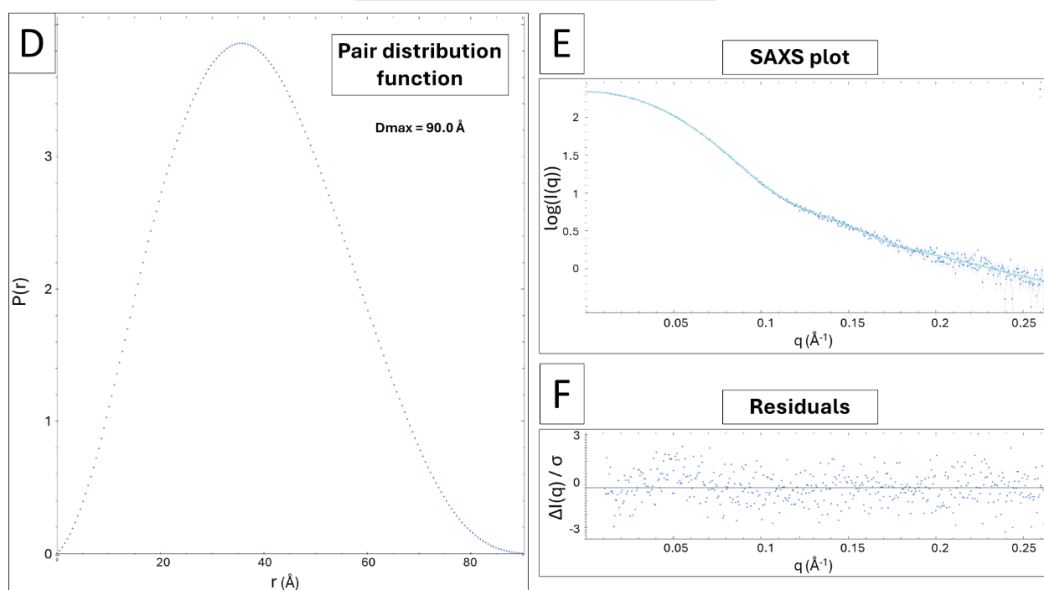 D
Pair distribution
function
Dmax = 90.0 Å
P(r)
3
2
1
0
0
20
40
60
80
r (Å)
E
SAXS plot
log(I(q))
2
1.5
1
0.5
0
0.05
0.1
0.15
0.2
0.25
q (Å⁻¹)
F
Residuals
ΔI(q) / σ
3
0
-3
0.05
0.1
0.15
0.2
0.25
q (Å⁻¹)